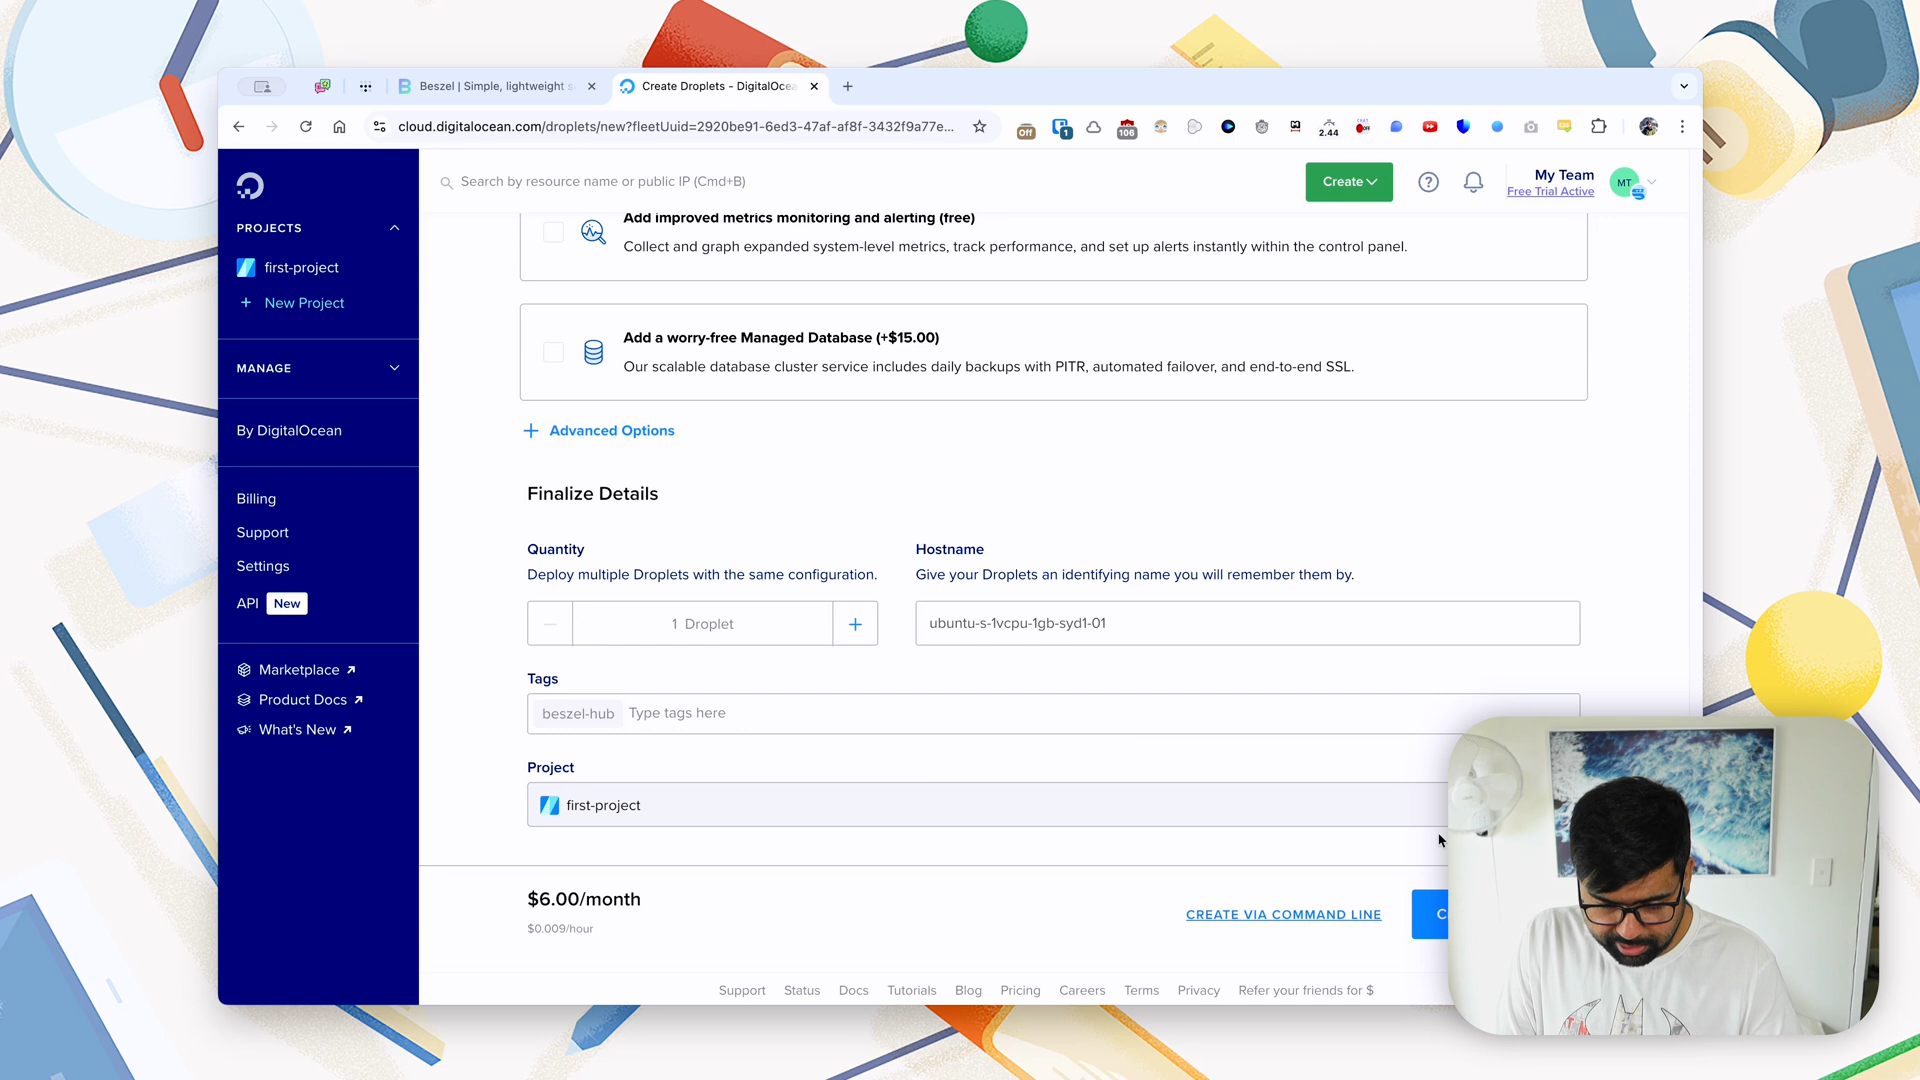 Beszel | Simple, lightweight s
Create Droplets - DigitalOcea
cloud.digitalocean.com/droplets/new?fleetUuid=2920be91-6ed3-47af-af8f-3432f9a77e...
Off
1
106
2.44
Search by resource name or public IP (Cmd+B)
Create
My Team
Free Trial Active
MT
PROJECTS
first-project
+ New Project
MANAGE
By DigitalOcean
Billing
Support
Settings
API New
Marketplace
Product Docs
What's New
Add improved metrics monitoring and alerting (free)
Collect and graph expanded system-level metrics, track performance, and set up alerts instantly within the control panel.
Add a worry-free Managed Database (+$15.00)
Our scalable database cluster service includes daily backups with PITR, automated failover, and end-to-end SSL.
+ Advanced Options
Finalize Details
Quantity
Deploy multiple Droplets with the same configuration.
1 Droplet
Hostname
Give your Droplets an identifying name you will remember them by.
ubuntu-s-1vcpu-1gb-syd1-01
Tags
beszel-hub Type tags here
Project
first-project
$6.00/month
$0.009/hour
CREATE VIA COMMAND LINE
C
Support Status Docs Tutorials Blog Pricing Careers Terms Privacy Refer your friends for $